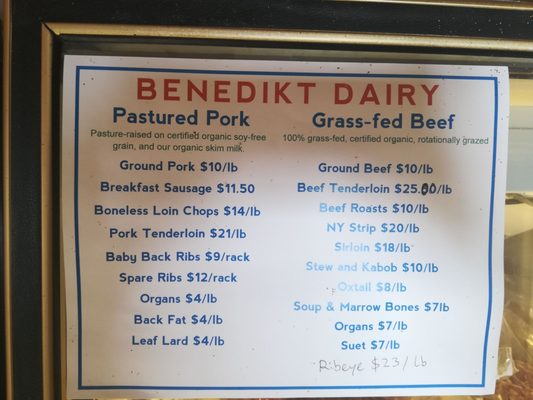 BENEDIKT DAIRY
Pastured Pork
Pasture-raised on certified organic soy-free
grain, and our organic skim milk.
Ground Pork $10/lb
Breakfast Sausage $11.50
Boneless Loin Chops $14/lb
Pork Tenderloin $21/lb
Baby Back Ribs $9/rack
Spare Ribs $12/rack
Organs $4/lb
Back Fat $4/lb
Leaf Lard $4/lb
Grass-fed Beef
100% grass-fed, certified organic, rotationally grazed
Ground Beef $10/lb
Beef Tenderloin $25.00/lb
Beef Roasts $10/lb
NY Strip $20/lb
Sirloin $18/lb
Stew and Kabob $10/lb
Oxtail $8/lb
Soup & Marrow Bones $7lb
Organs $7/lb
Suet $7/lb
Ribeye $23/lb